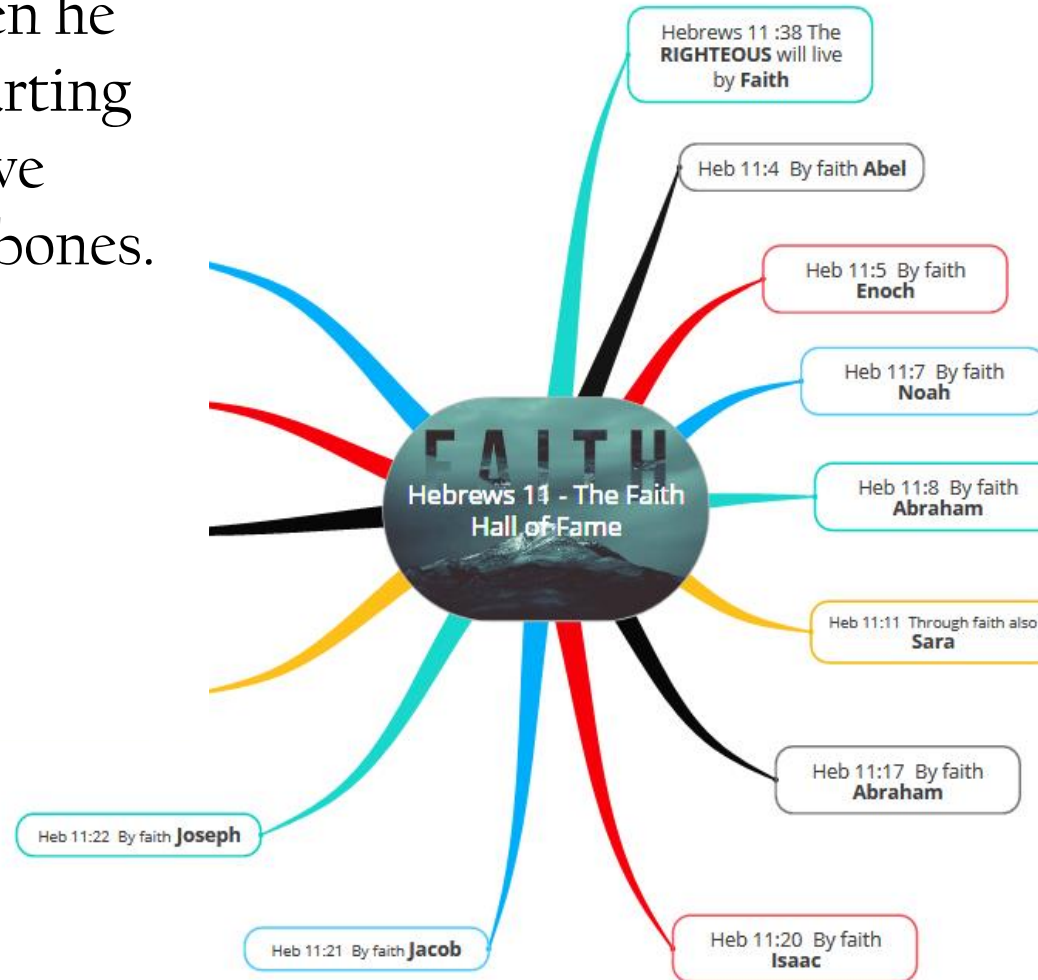 en he
arting
ve
bones.
Hebrews 11 :38 The
RIGHTEOUS will live
by Faith
Heb 11:4 By faith Abel
Heb 11:5 By faith
Enoch
Heb 11:7 By faith
Noah
Heb 11:8 By faith
Abraham
Heb 11:11 Through faith also
Sara
Heb 11:17 By faith
Abraham
Heb 11:20 By faith
Isaac
Heb 11:21 By faith Jacob
Heb 11:22 By faith Joseph
FAITH
Hebrews 11 - The Faith
Hall of Fame